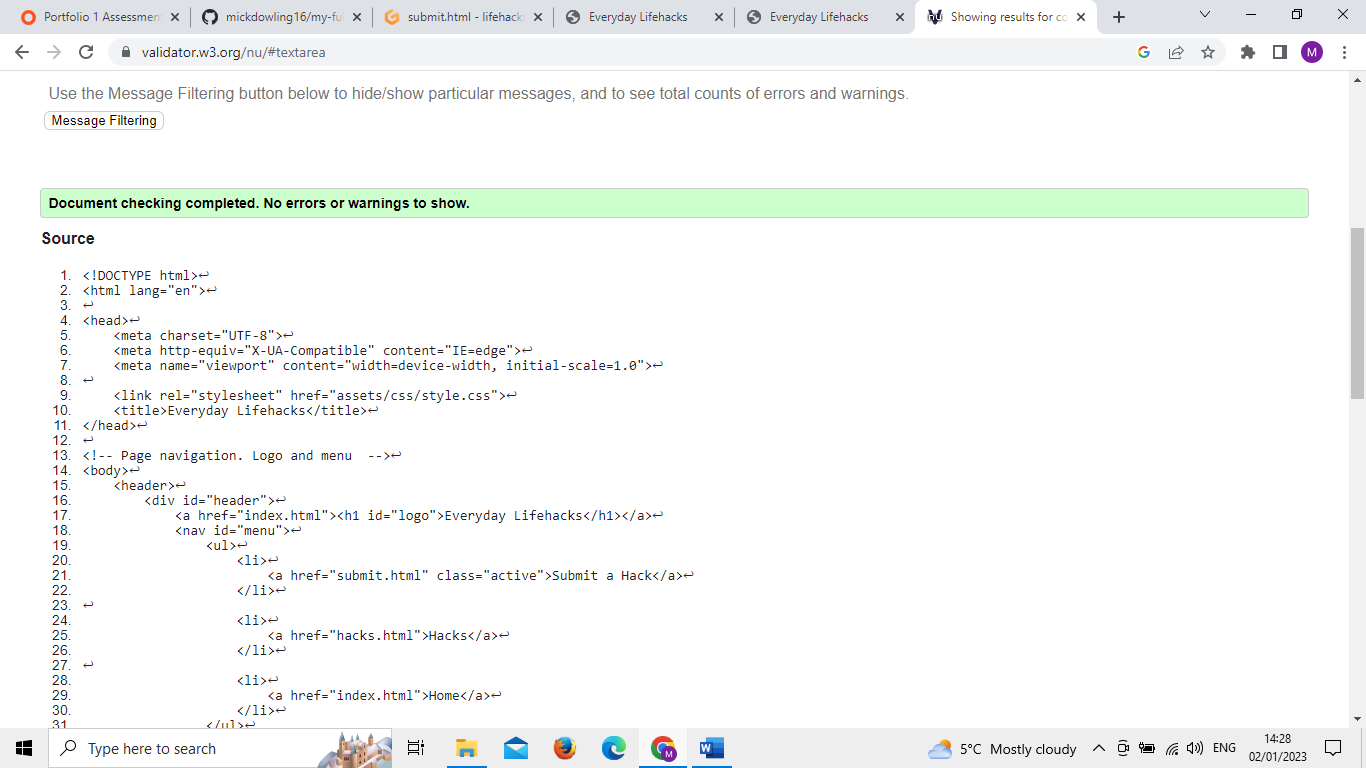 Portfolio 1 Assessment
mickdowling16/my-ful
submit.html - lifehack
Everyday Lifehacks
Everyday Lifehacks
Showing results for co
validator.w3.org/nu/#textarea
M
Use the Message Filtering button below to hide/show particular messages, and to see total counts of errors and warnings.
Message Filtering
Document checking completed. No errors or warnings to show.
Source
1. <!DOCTYPE html>↩
2. <html lang="en">↩
3. ↩
4. <head>↩
5. <meta charset="UTF-8">↩
6. <meta http-equiv="X-UA-Compatible" content="IE=edge">↩
7. <meta name="viewport" content="width=device-width, initial-scale=1.0">↩
8. ↩
9. <link rel="stylesheet" href="assets/css/style.css">↩
10. <title>Everyday Lifehacks</title>↩
11. </head>↩
12. ↩
13. <!-- Page navigation. Logo and menu  -->↩
14. <body>↩
15. <header>↩
16. <div id="header">↩
17. <a href="index.html"><h1 id="logo">Everyday Lifehacks</h1></a>↩
18. <nav id="menu">↩
19. <ul>↩
20. <li>↩
21. <a href="submit.html" class="active">Submit a Hack</a>↩
22. </li>↩
23. ↩
24. <li>↩
25. <a href="hacks.html">Hacks</a>↩
26. </li>↩
27. ↩
28. <li>↩
29. <a href="index.html">Home</a>↩
30. </li>↩
31. </ul>↩
Type here to search
5°C Mostly cloudy
ENG
14:28
02/01/2023